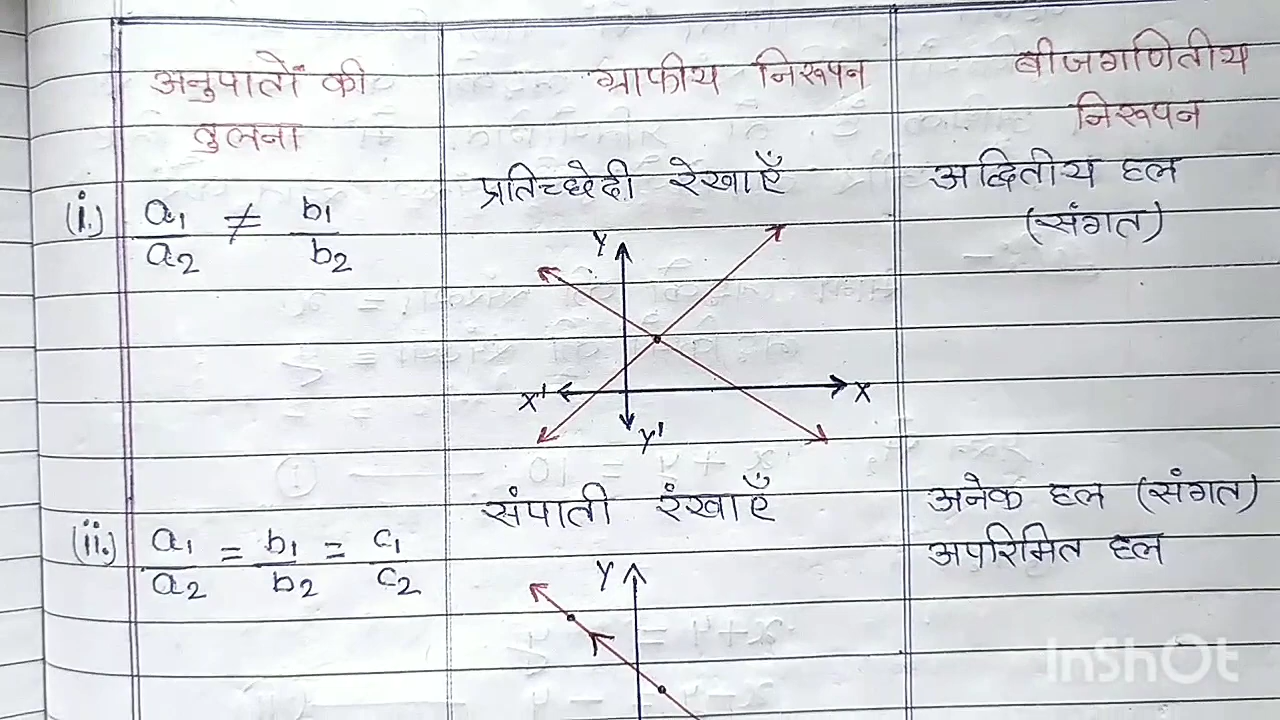 अनुपातों की
तुलना
ग्राफीय निरूपन
बीजगणितीय
निरूपन
(i.) a1/a2 ≠ b1/b2
प्रतिच्छेदी रेखाएँ
Y
X'
X
Y'
अद्वितीय हल
(संगत)
(ii.) a1/a2 = b1/b2 = c1/c2
संपाती रेखाएँ
Y
अनेक हल (संगत)
अपरिमित हल
InShOt